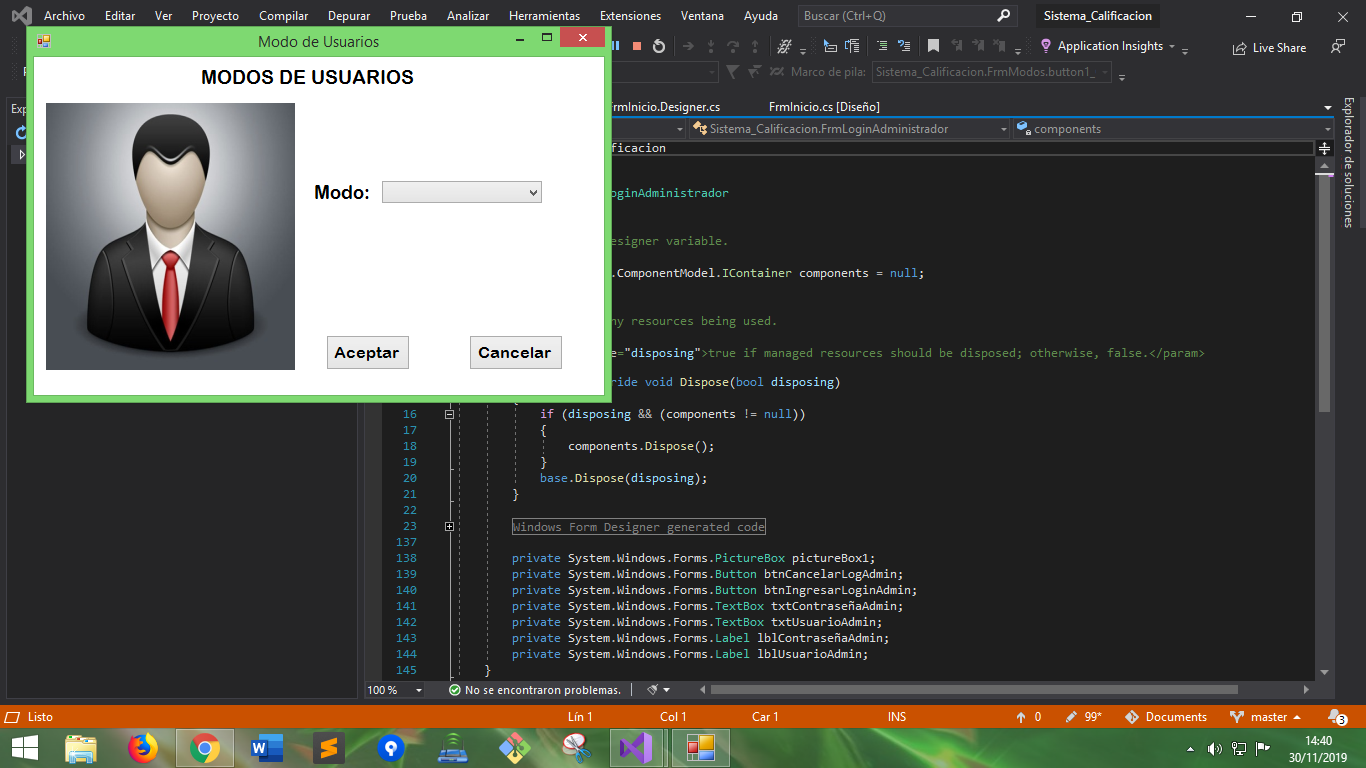 Archivo Editar Ver Proyecto Compilar Depurar Prueba Analizar Herramientas Extensiones Ventana Ayuda Buscar (Ctrl+Q) Sistema_Calificacion
Modo de Usuarios
Application Insights Live Share
MODOS DE USUARIOS
Marco de pila: Sistema_Calificacion.FrmModos.button1_
FrmInicio.Designer.cs FrmInicio.cs [Diseño]
Sistema_Calificacion.FrmLoginAdministrador components
Explorador de soluciones
ficacion
Modo:
oginAdministrador
esigner variable.
.ComponentModel.IContainer components = null;
ny resources being used.
e="disposing">true if managed resources should be disposed; otherwise, false.</param>
Aceptar Cancelar
ride void Dispose(bool disposing)
{
16 if (disposing && (components != null))
17 {
18 components.Dispose();
19 }
20 base.Dispose(disposing);
21 }
22
23 Windows Form Designer generated code
137
138 private System.Windows.Forms.PictureBox pictureBox1;
139 private System.Windows.Forms.Button btnCancelarLogAdmin;
140 private System.Windows.Forms.Button btnIngresarLoginAdmin;
141 private System.Windows.Forms.TextBox txtContraseñaAdmin;
142 private System.Windows.Forms.TextBox txtUsuarioAdmin;
143 private System.Windows.Forms.Label lblContraseñaAdmin;
144 private System.Windows.Forms.Label lblUsuarioAdmin;
145 }
100 % No se encontraron problemas.
Listo Lín 1 Col 1 Car 1 INS 0 99* Documents master 3
14:40
30/11/2019